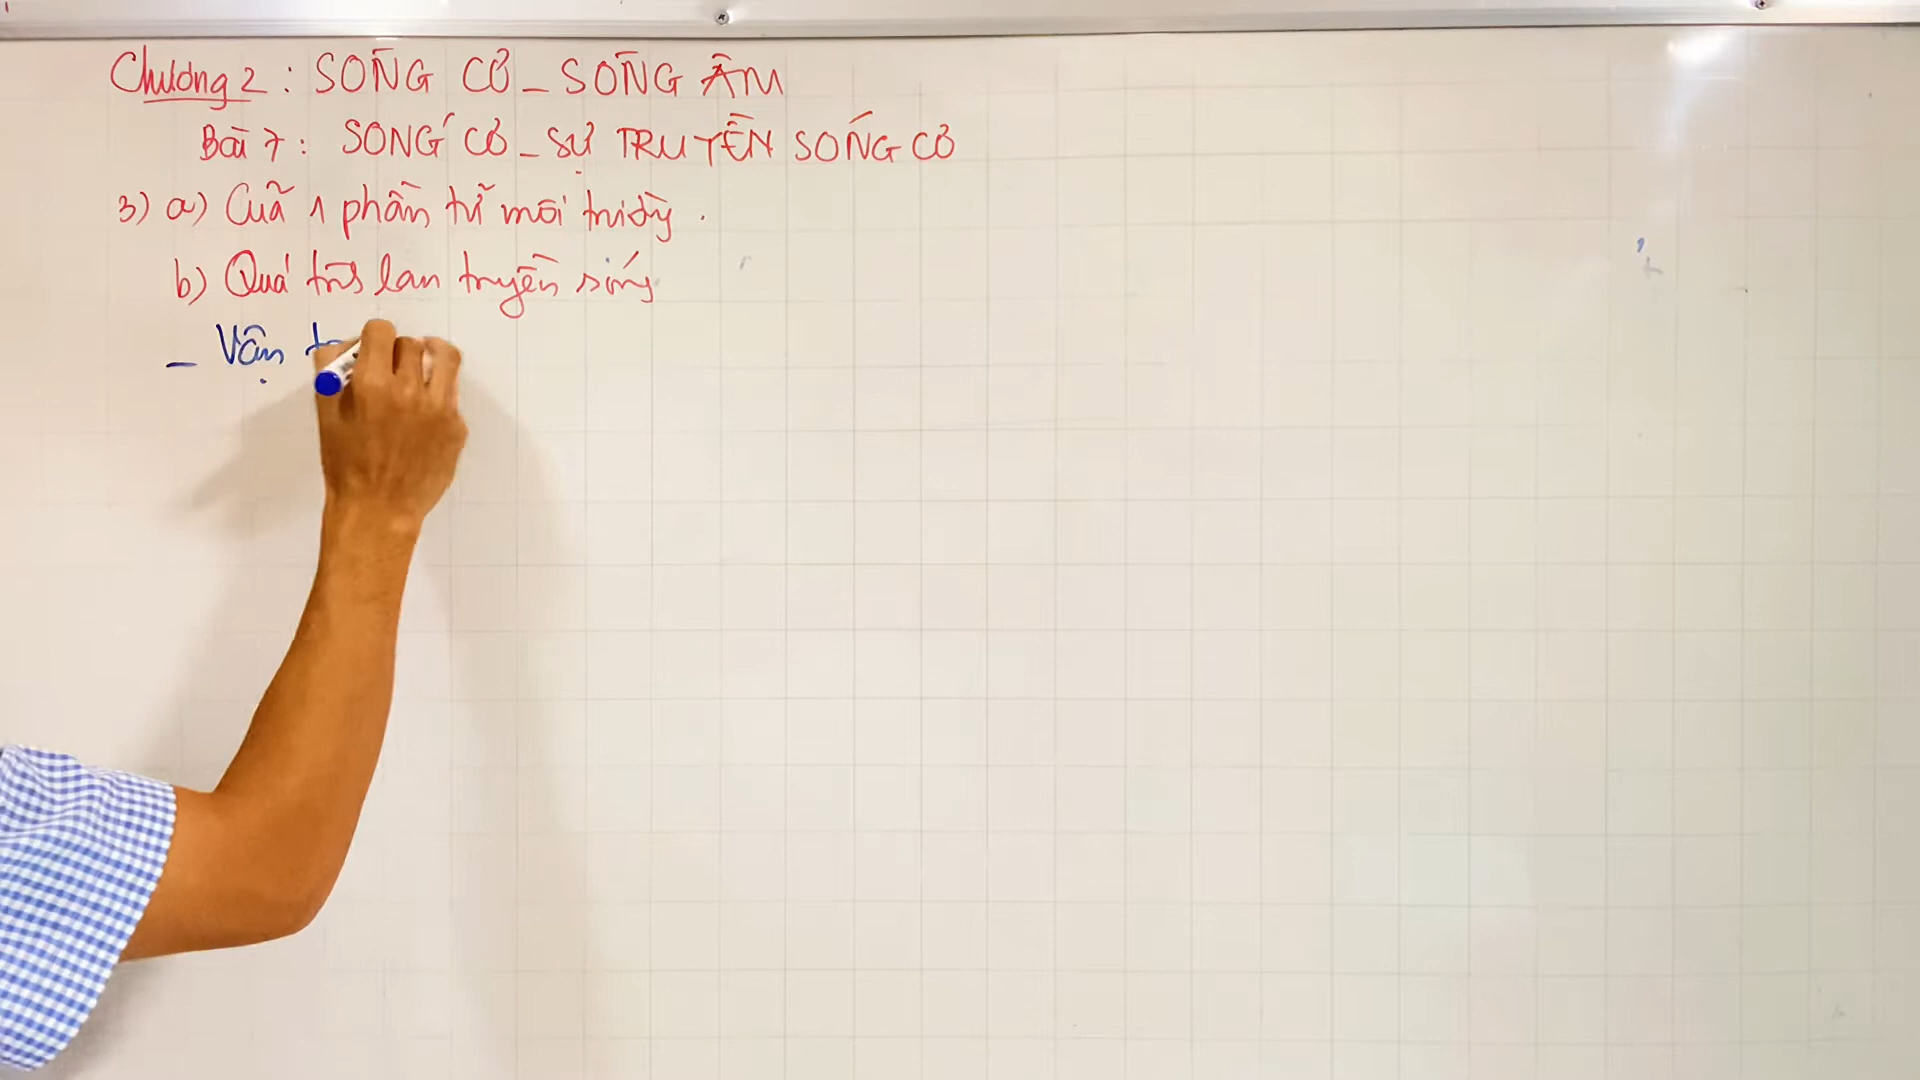 Chương 2 : SÓNG CƠ - SÓNG ÂM
Bài 7 : SÓNG CƠ - SỰ TRUYỀN SÓNG CƠ
3) a) Của 1 phần tử môi trường .
b) Quá trình lan truyền sóng
- Vận